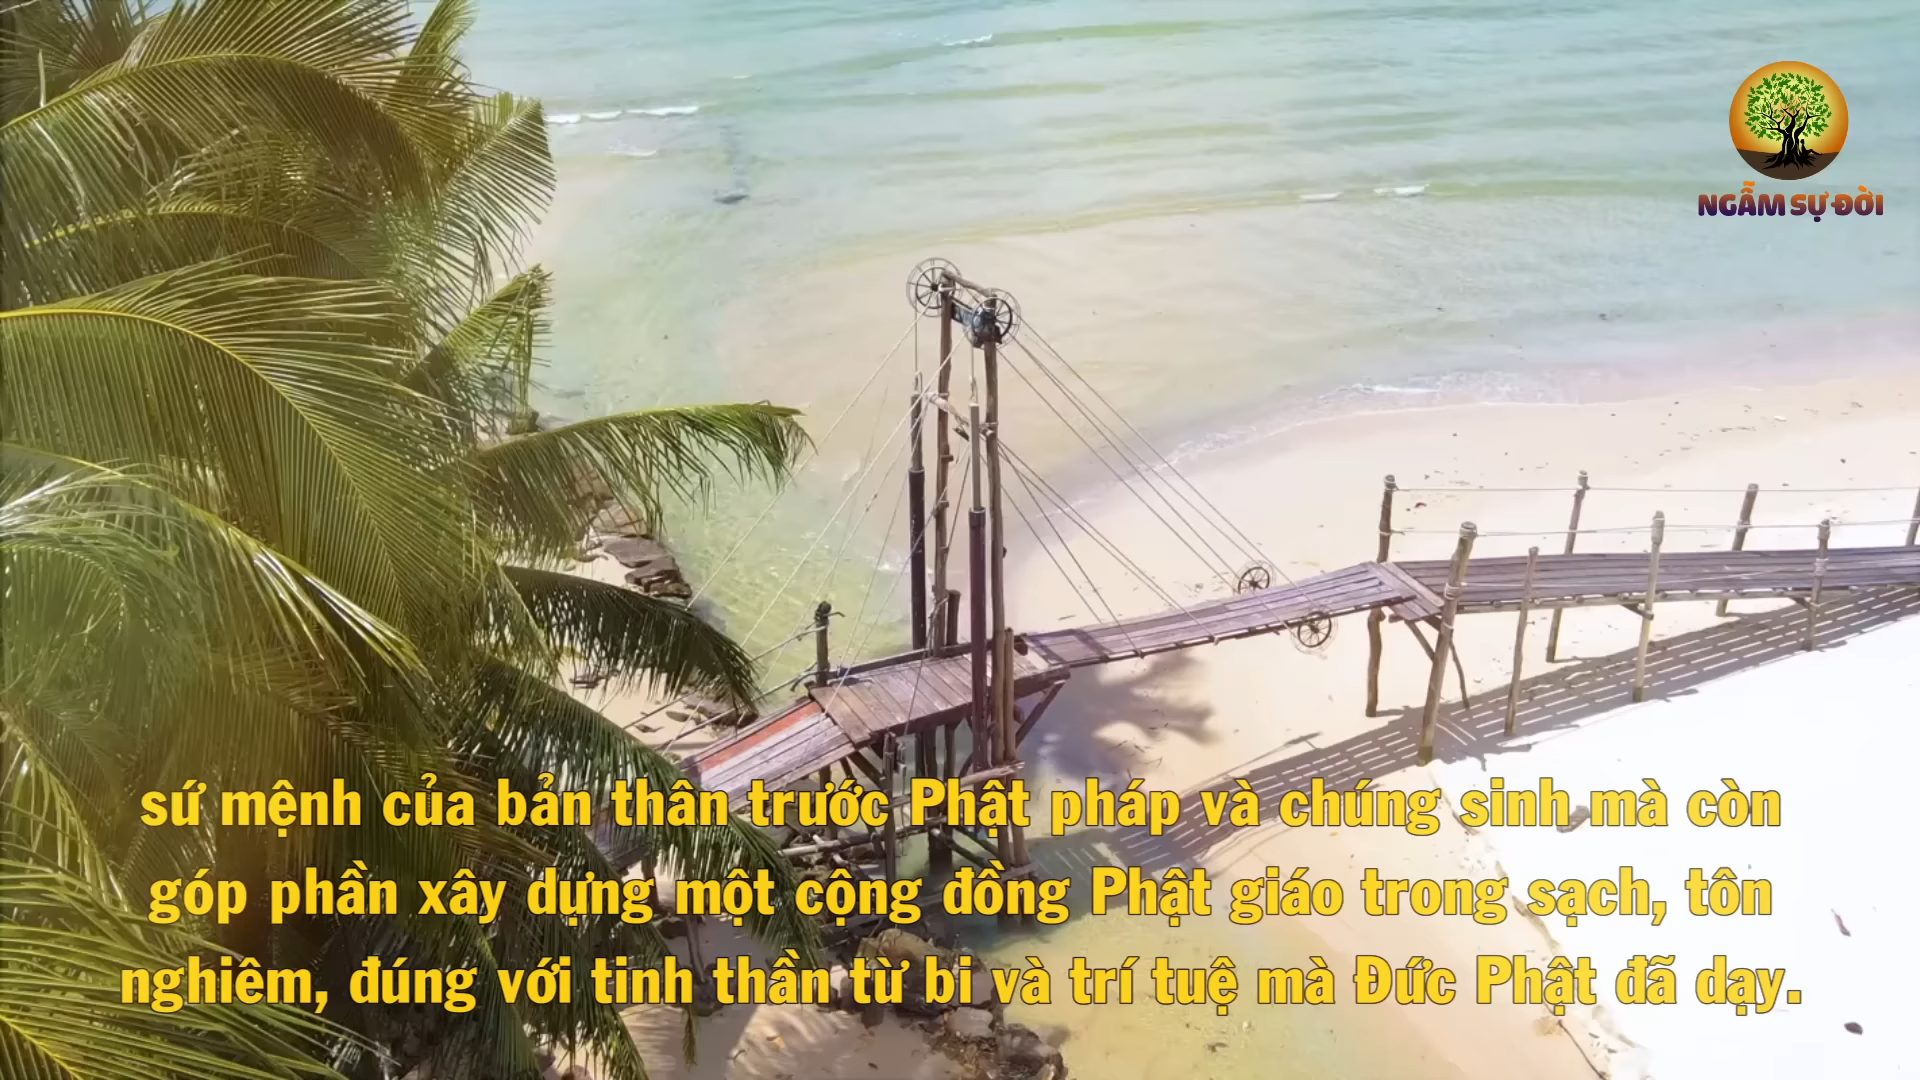 NGẪM SỰ ĐỜI
sứ mệnh của bản thân trước Phật pháp và chúng sinh mà còn
góp phần xây dựng một cộng đồng Phật giáo trong sạch, tôn
nghiêm, đúng với tinh thần từ bi và trí tuệ mà Đức Phật đã dạy.